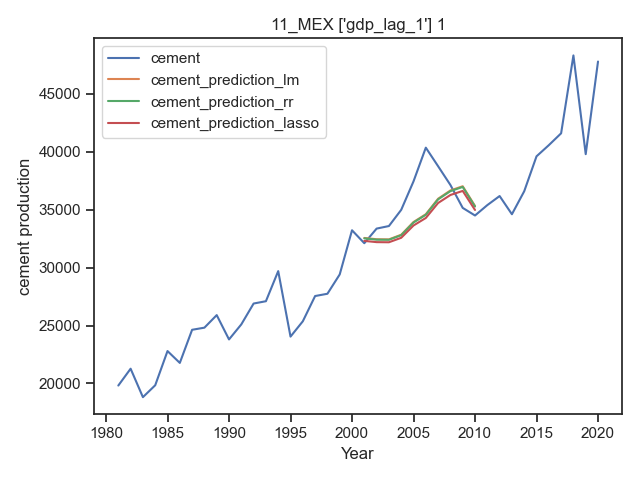 11_MEX ['gdp_lag_1'] 1
cement
cement_prediction_lm
cement_prediction_rr
cement_prediction_lasso
cement production
45000
40000
35000
30000
25000
20000
1980 1985 1990 1995 2000 2005 2010 2015 2020
Year